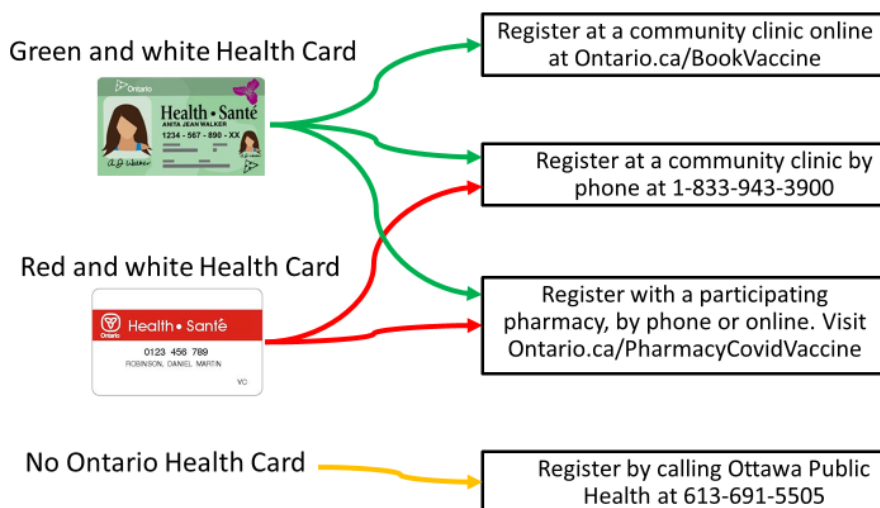 Green and white Health Card
Ontario
Health • Santé
ANITA JEAN WALKER
1234 - 567 - 890 - XX
Red and white Health Card
Ontario
Health • Santé
0123 456 789
ROBINSON, DANIEL MARTIN
VC
No Ontario Health Card
Register at a community clinic online
at Ontario.ca/BookVaccine
Register at a community clinic by
phone at 1-833-943-3900
Register with a participating
pharmacy, by phone or online. Visit
Ontario.ca/PharmacyCovidVaccine
Register by calling Ottawa Public
Health at 613-691-5505